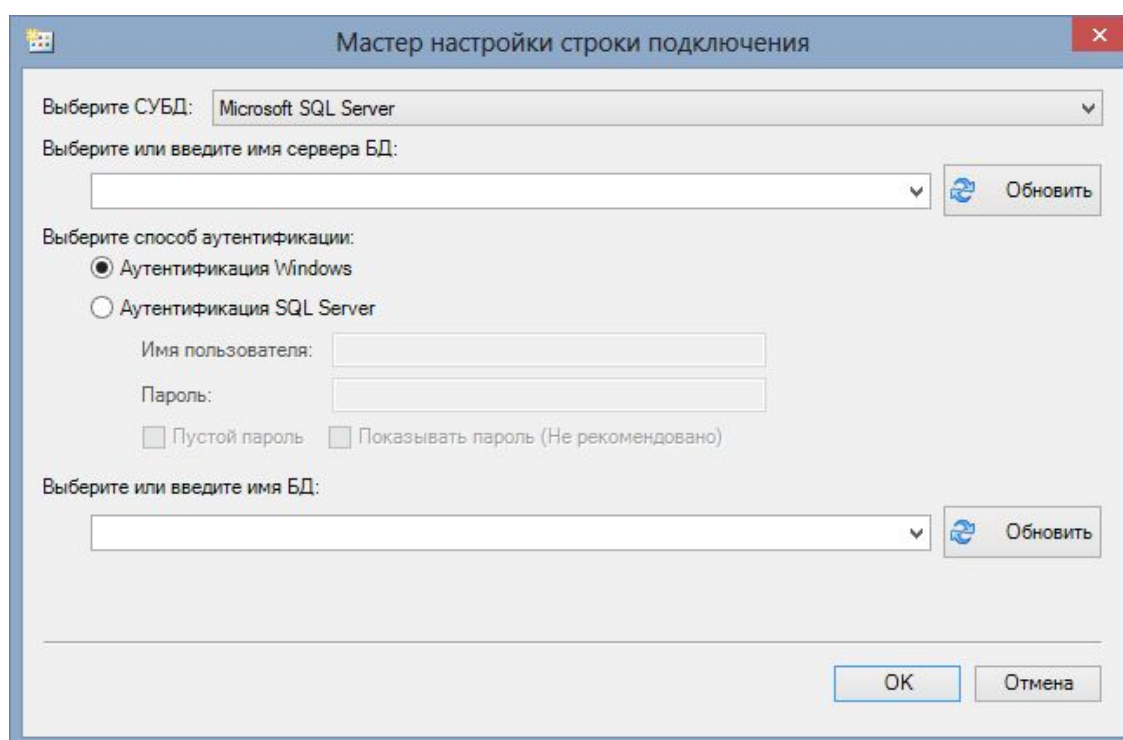 Мастер настройки строки подключения
Выберите СУБД: Microsoft SQL Server
Выберите или введите имя сервера БД:
Обновить
Выберите способ аутентификации:
Аутентификация Windows
Аутентификация SQL Server
Имя пользователя:
Пароль:
Пустой пароль Показывать пароль (Не рекомендовано)
Выберите или введите имя БД:
Обновить
OK Отмена